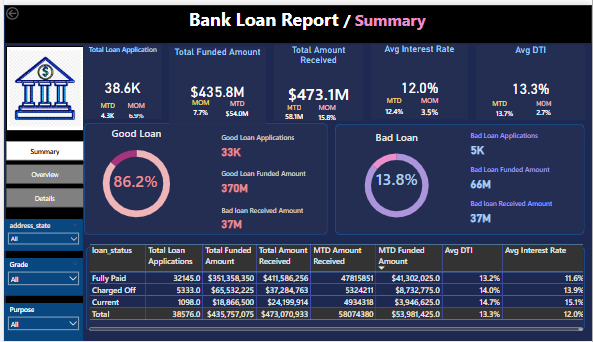 Bank Loan Report / Summary
Total Loan Application
38.6K
MTD MOM
4.3K 6.9%
Total Funded Amount
$435.8M
MOM MTD
7.7% $54.0M
Total Amount
Received
$473.1M
MTD MOM
58.1M 15.8%
Avg Interest Rate
12.0%
MTD MOM
12.4% 3.5%
Avg DTI
13.3%
MTD MOM
13.7% 2.7%
Summary
Overview
Details
address_state
All
Grade
All
Purpose
All
Good Loan
86.2%
Good Loan Applications
33K
Good Loan Funded Amount
370M
Bad loan Received Amount
37M
Bad Loan
13.8%
Bad Loan Applications
5K
Bad Loan Funded Amount
66M
Bad loan Received Amount
37M
loan_status Total Loan Applications Total Funded Amount Total Amount Received MTD Amount Received MTD Funded Amount Avg DTI Avg Interest Rate
Fully Paid 32145.0 $351,358,350 $411,586,256 47815851 $41,302,025.0 13.2% 11.6%
Charged Off 5333.0 $65,532,225 $37,284,763 5324211 $8,732,775.0 14.0% 13.9%
Current 1098.0 $18,866,500 $24,199,914 4934318 $3,946,625.0 14.7% 15.1%
Total 38576.0 $435,757,075 $473,070,933 58074380 $53,981,425.0 13.3% 12.0%